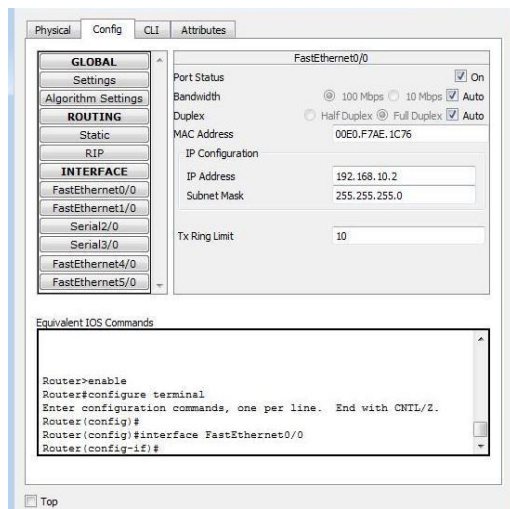 Physical Config CLI Attributes
GLOBAL
Settings
Algorithm Settings
ROUTING
Static
RIP
INTERFACE
FastEthernet0/0
FastEthernet1/0
Serial2/0
Serial3/0
FastEthernet4/0
FastEthernet5/0
FastEthernet0/0
Port Status On
Bandwidth 100 Mbps 10 Mbps Auto
Duplex Half Duplex Full Duplex Auto
MAC Address 00E0.F7AE.1C76
IP Configuration
IP Address 192.168.10.2
Subnet Mask 255.255.255.0
Tx Ring Limit 10
Equivalent IOS Commands
Router>enable
Router#configure terminal
Enter configuration commands, one per line. End with CNTL/Z.
Router(config)#
Router(config)#interface FastEthernet0/0
Router(config-if)#
Top